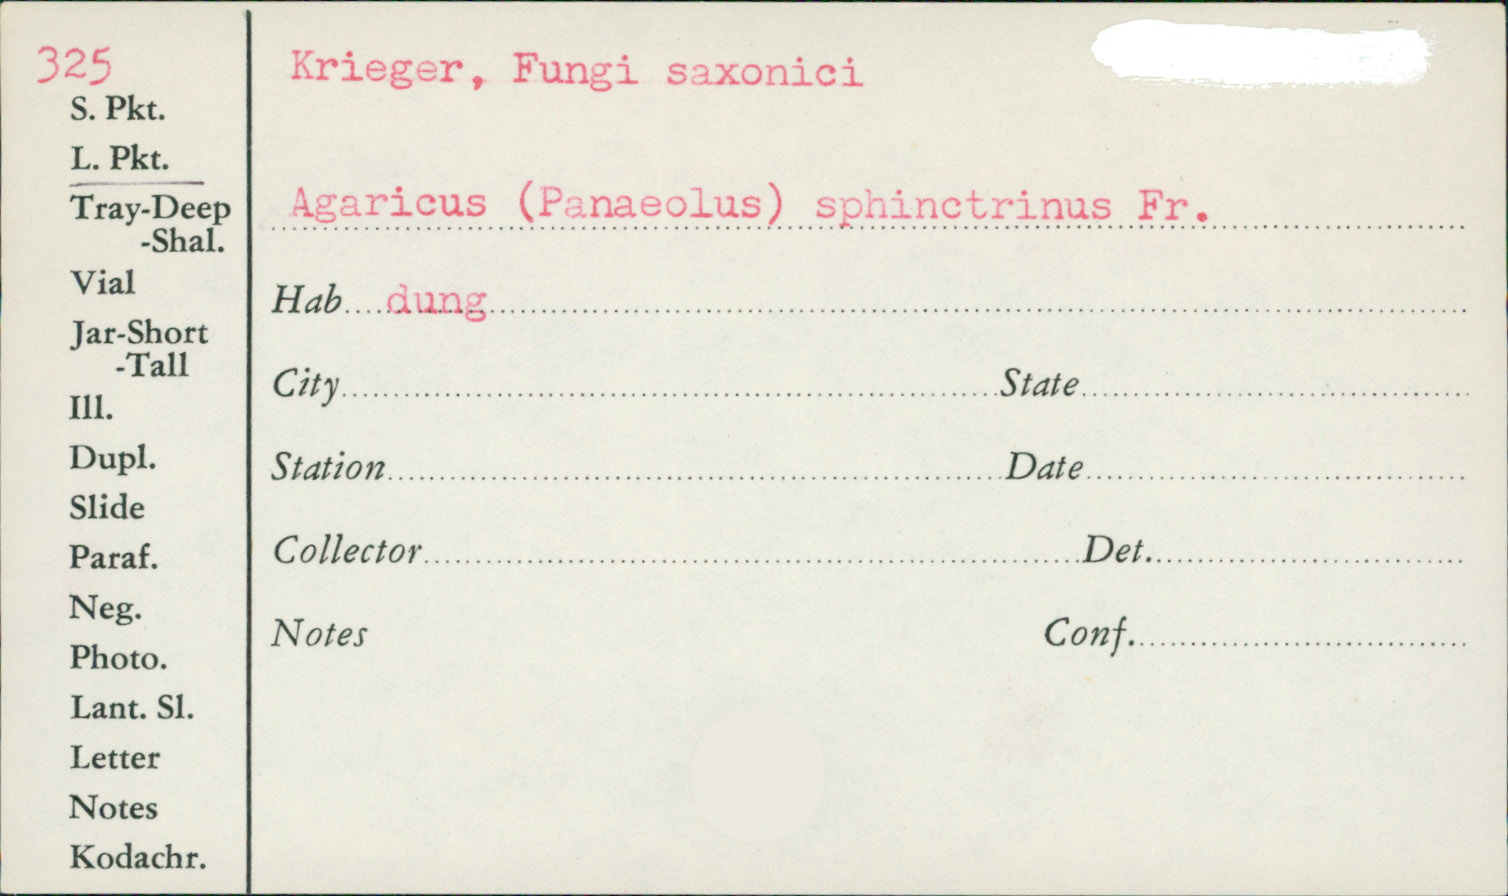 325
S. Pkt.
L. Pkt.
Tray-Deep
-Shal.
Vial
Jar-Short
-Tall
Ill.
Dupl.
Slide
Paraf.
Neg.
Photo.
Lant. Sl.
Letter
Notes
Kodachr.
Krieger, Fungi saxonici
Agaricus (Panaeolus) sphinctrinus Fr.
Hab....dung
City State
Station Date
Collector Det.
Notes Conf.